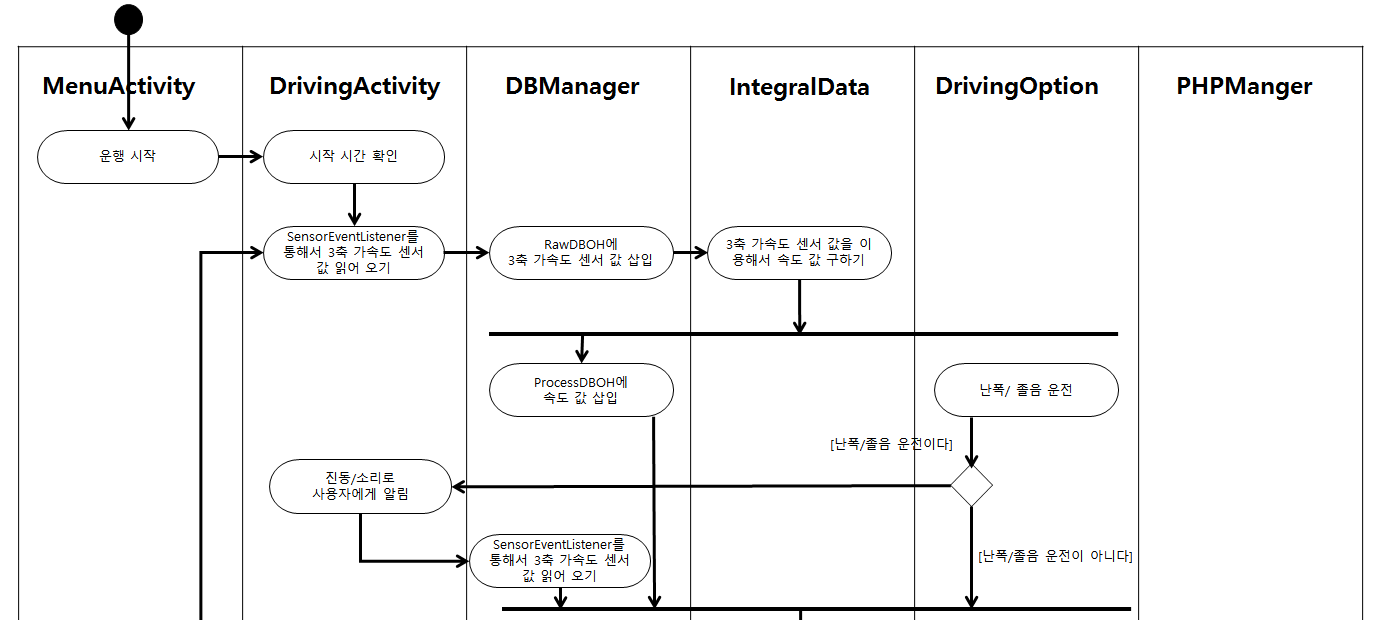 MenuActivity
DrivingActivity
DBManager
IntegralData
DrivingOption
PHPManger
운행 시작
시작 시간 확인
SensorEventListener를
통해서 3축 가속도 센서
값 읽어 오기
RawDBOH에
3축 가속도 센서 값 삽입
3축 가속도 센서 값을 이
용해서 속도 값 구하기
ProcessDBOH에
속도 값 삽입
난폭/ 졸음 운전
[난폭/졸음 운전이다]
진동/소리로
사용자에게 알림
SensorEventListener를
통해서 3축 가속도 센서
값 읽어 오기
[난폭/졸음 운전이 아니다]